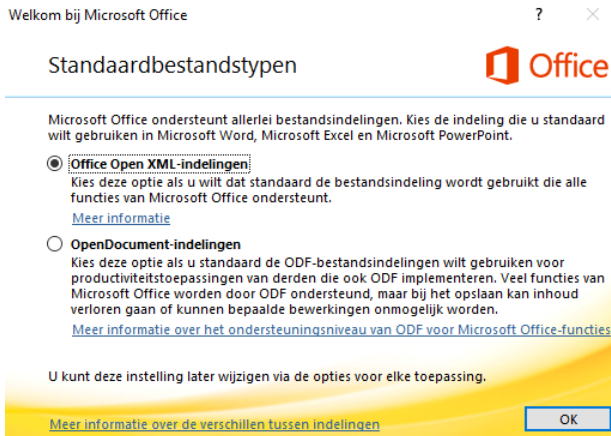 Welkom bij Microsoft Office
?
Standaardbestandstypen
Office
Microsoft Office ondersteunt allerlei bestandsindelingen. Kies de indeling die u standaard
wilt gebruiken in Microsoft Word, Microsoft Excel en Microsoft PowerPoint.
Office Open XML-indelingen
Kies deze optie als u wilt dat standaard de bestandsindeling wordt gebruikt die alle
functies van Microsoft Office ondersteunt.
Meer informatie
OpenDocument-indelingen
Kies deze optie als u standaard de ODF-bestandsindelingen wilt gebruiken voor
productiviteitstoepassingen van derden die ook ODF implementeren. Veel functies van
Microsoft Office worden door ODF ondersteund, maar bij het opslaan kan inhoud
verloren gaan of kunnen bepaalde bewerkingen onmogelijk worden.
Meer informatie over het ondersteuningsniveau van ODF voor Microsoft Office-functies
U kunt deze instelling later wijzigen via de opties voor elke toepassing.
Meer informatie over de verschillen tussen indelingen
OK